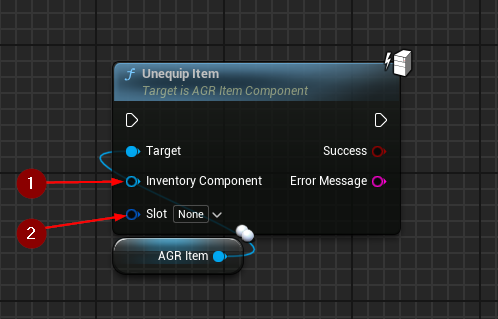 f Unequip Item
Target is AGR Item Component
Target
Success
1
Inventory Component
Error Message
2
Slot None
AGR Item